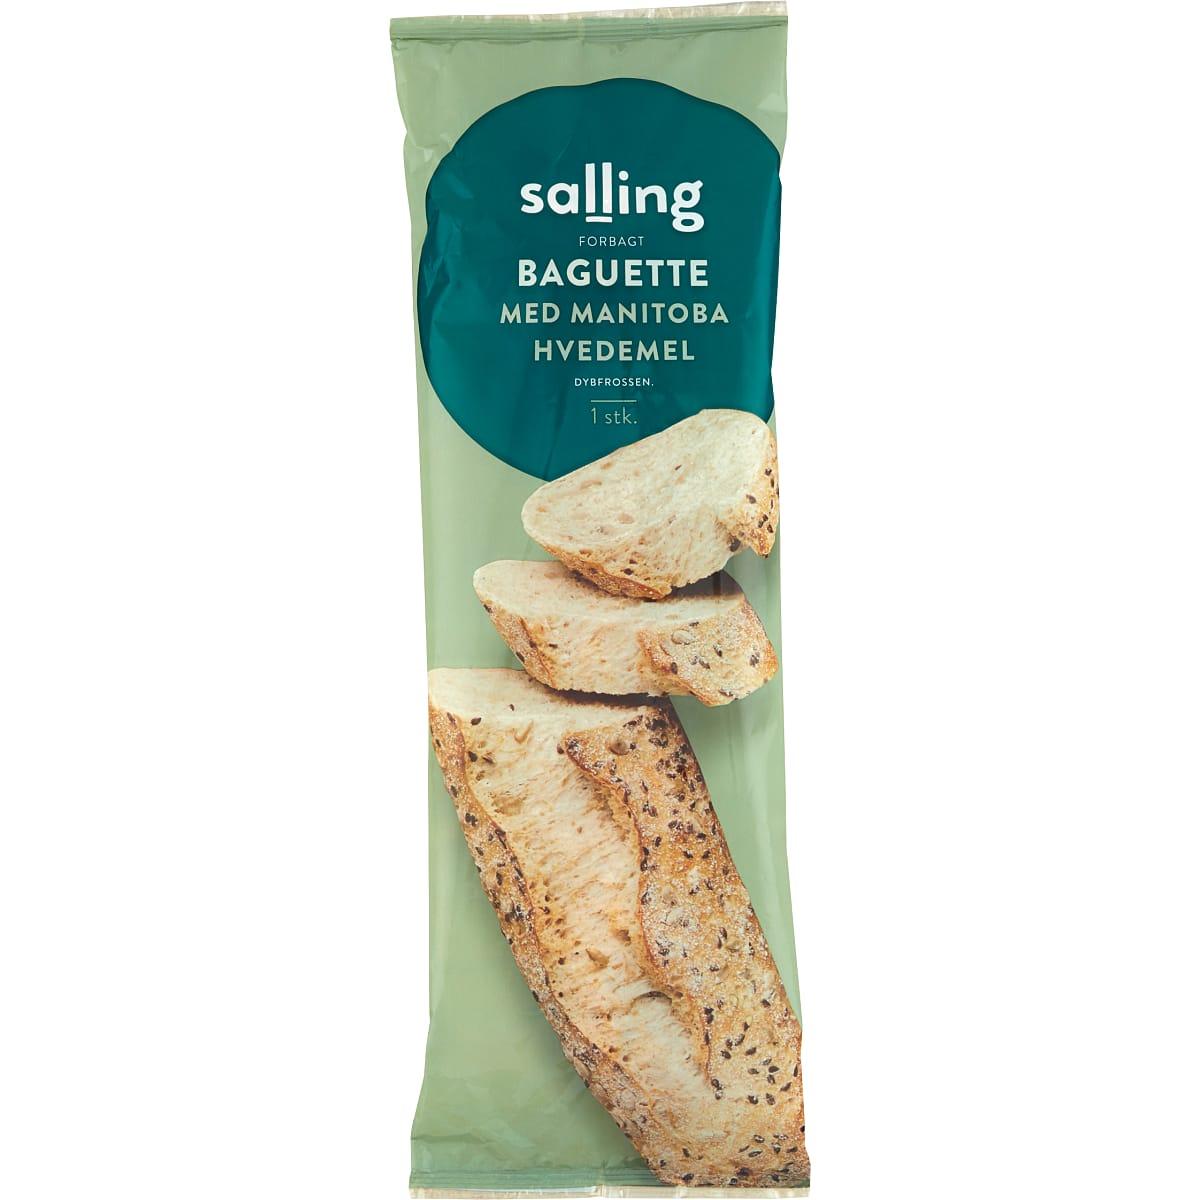 salling
FORBAGT
BAGUETTE
MED MANITOBA
HVEDEMEL
DYBFROSSEN.
1 stk.